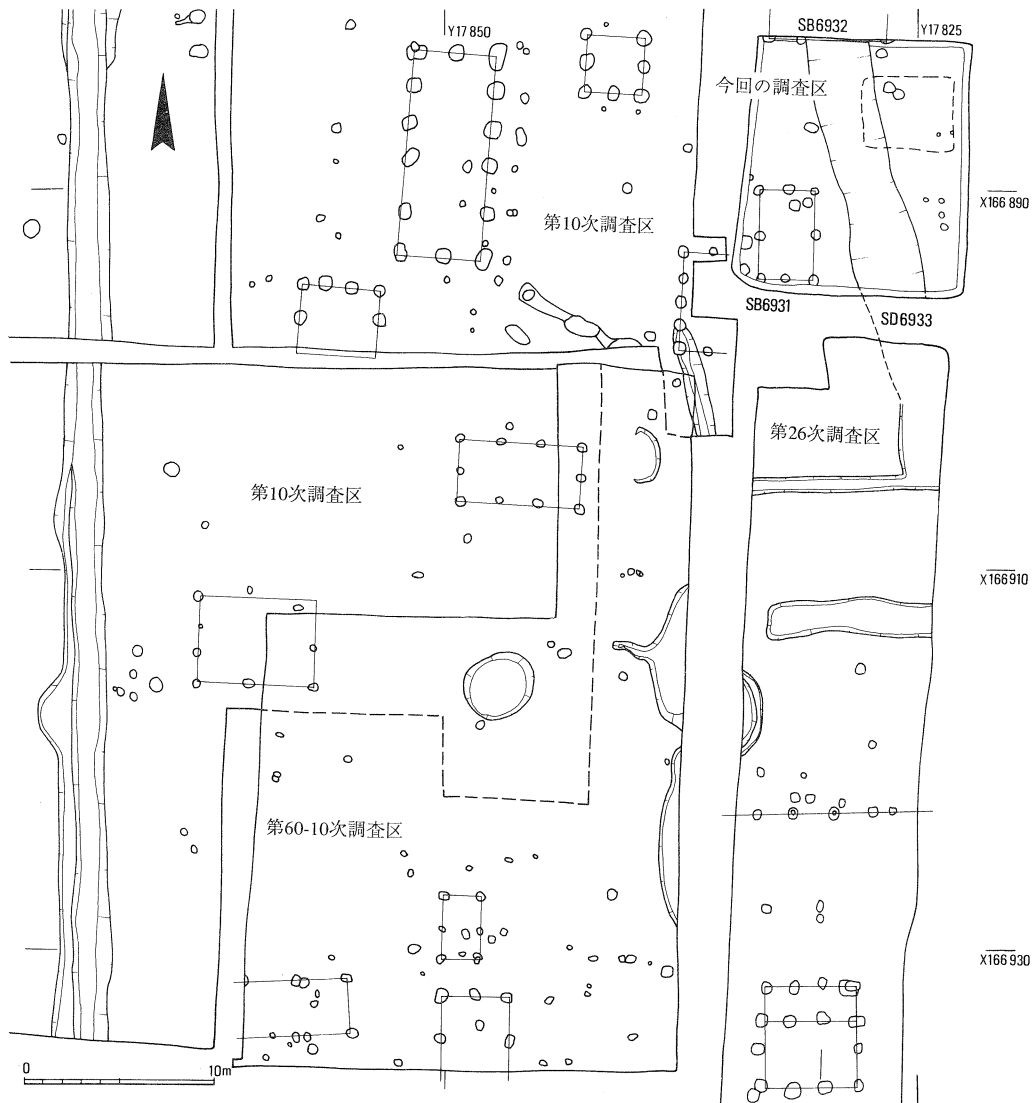 Y17 850
SB6932
Y17 825
今回の調査区
X166 890
第10次調査区
SB6931
SD6933
第26次調査区
第10次調査区
X166 910
第60-10次調査区
X166 930
0
10m